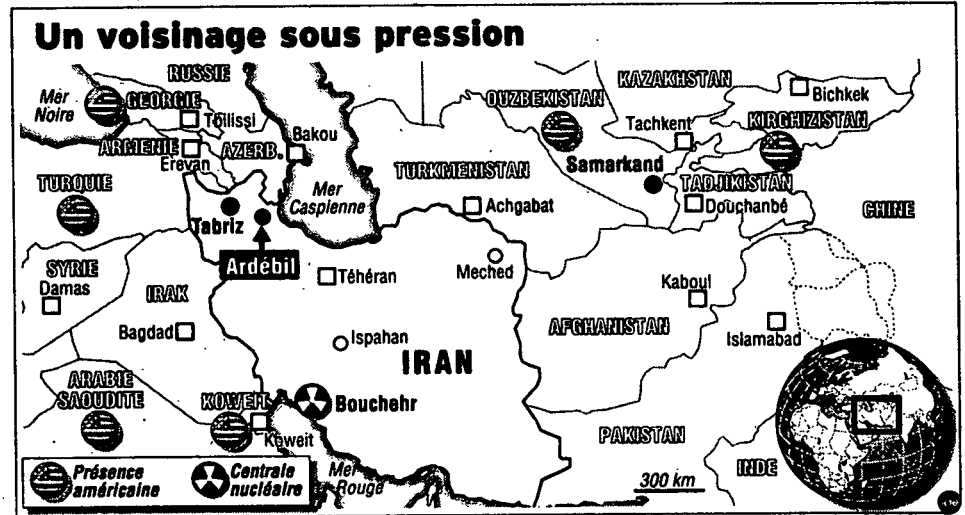 Un voisinage sous pression
RUSSIE
KAZAKHSTAN
Mer
Noire
GEORGIE
Tbilissi
OUZBEKISTAN
Bichkek
KIRGHIZISTAN
Tachkent
ARMENIE
Erevan
AZERB.
Bakou
Samarkand
TURKMENISTAN
TADJIKISTAN
TURQUIE
Mer
Caspienne
Achgabat
Douchanbé
CHINE
Tabriz
Ardébil
SYRIE
Damas
IRAK
Téhéran
Meched
Kaboul
Bagdad
Ispahan
AFGHANISTAN
Islamabad
IRAN
ARABIE
SAOUDITE
KOWEIT
Koweit
Bouchehr
PAKISTAN
INDE
Présence
américaine
Centrale
nucléaire
Mer
Rouge
300 km